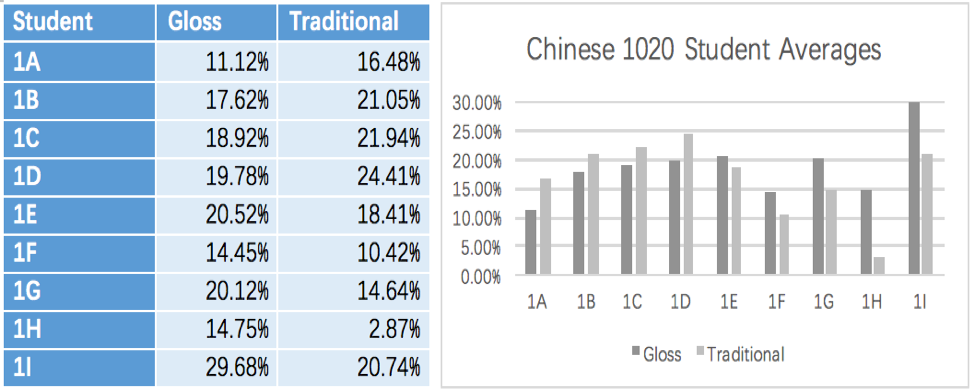 Student Gloss Traditional
1A 11.12% 16.48%
1B 17.62% 21.05%
1C 18.92% 21.94%
1D 19.78% 24.41%
1E 20.52% 18.41%
1F 14.45% 10.42%
1G 20.12% 14.64%
1H 14.75% 2.87%
1I 29.68% 20.74%
Chinese 1020 Student Averages
30.00%
25.00%
20.00%
15.00%
10.00%
5.00%
0.00%
1A 1B 1C 1D 1E 1F 1G 1H 1I
Gloss Traditional